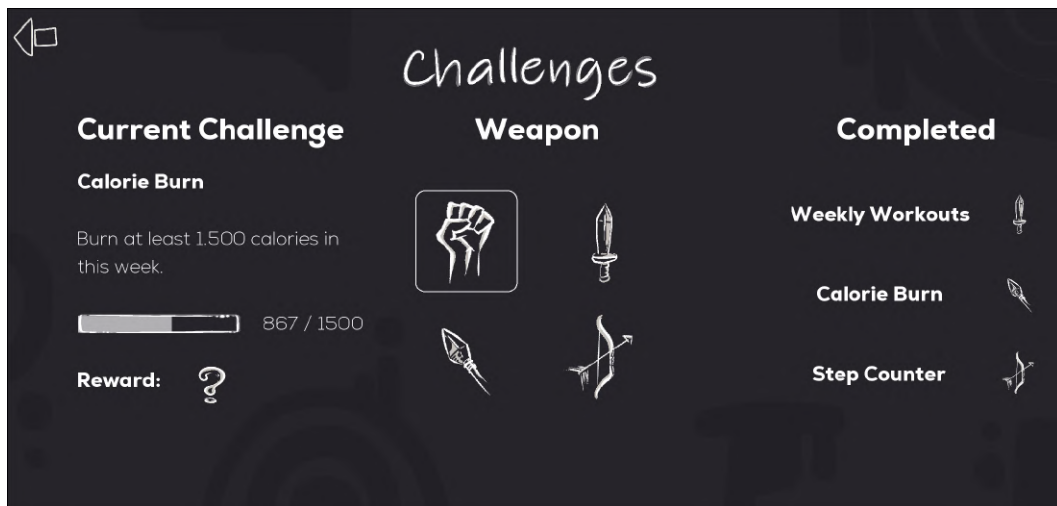 Challenges
Current Challenge
Calorie Burn
Burn at least 1.500 calories in
this week.
867 / 1500
Reward:
Weapon
Completed
Weekly Workouts
Calorie Burn
Step Counter